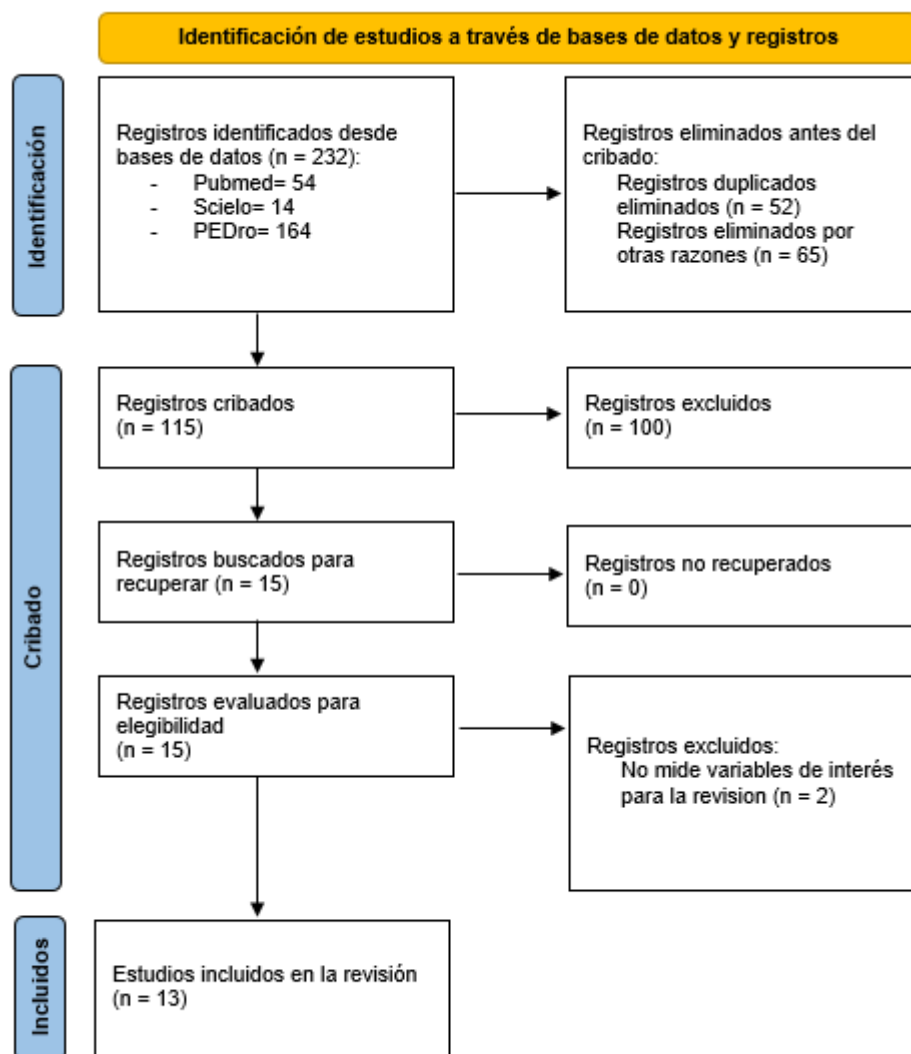 Identificación de estudios a través de bases de datos y registros
Identificación
Registros identificados desde
bases de datos (n = 232):
- Pubmed= 54
- Scielo= 14
- PEDro= 164
Registros eliminados antes del
cribado:
Registros duplicados
eliminados (n = 52)
Registros eliminados por
otras razones (n = 65)
Cribado
Registros cribados
(n = 115)
Registros excluidos
(n = 100)
Registros buscados para
recuperar (n = 15)
Registros no recuperados
(n = 0)
Registros evaluados para
elegibilidad
(n = 15)
Registros excluidos:
No mide variables de interés
para la revision (n = 2)
Incluidos
Estudios incluidos en la revisión
(n = 13)